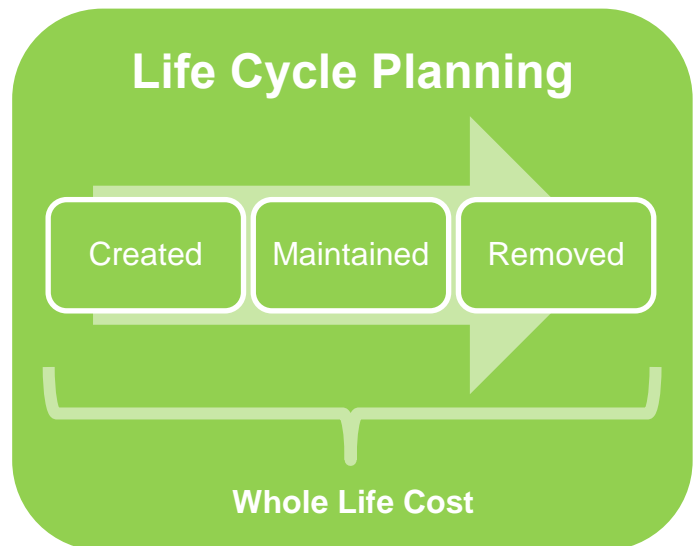 Life Cycle Planning
Created
Maintained
Removed
Whole Life Cost